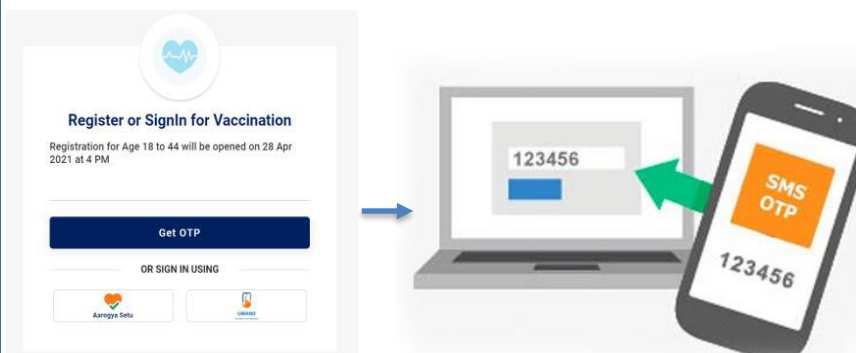 Register or SignIn for Vaccination
Registration for Age 18 to 44 will be opened on 28 Apr
2021 at 4 PM
Get OTP
OR SIGN IN USING
Aarogya Setu
UMANG
123456
SMS
OTP
123456